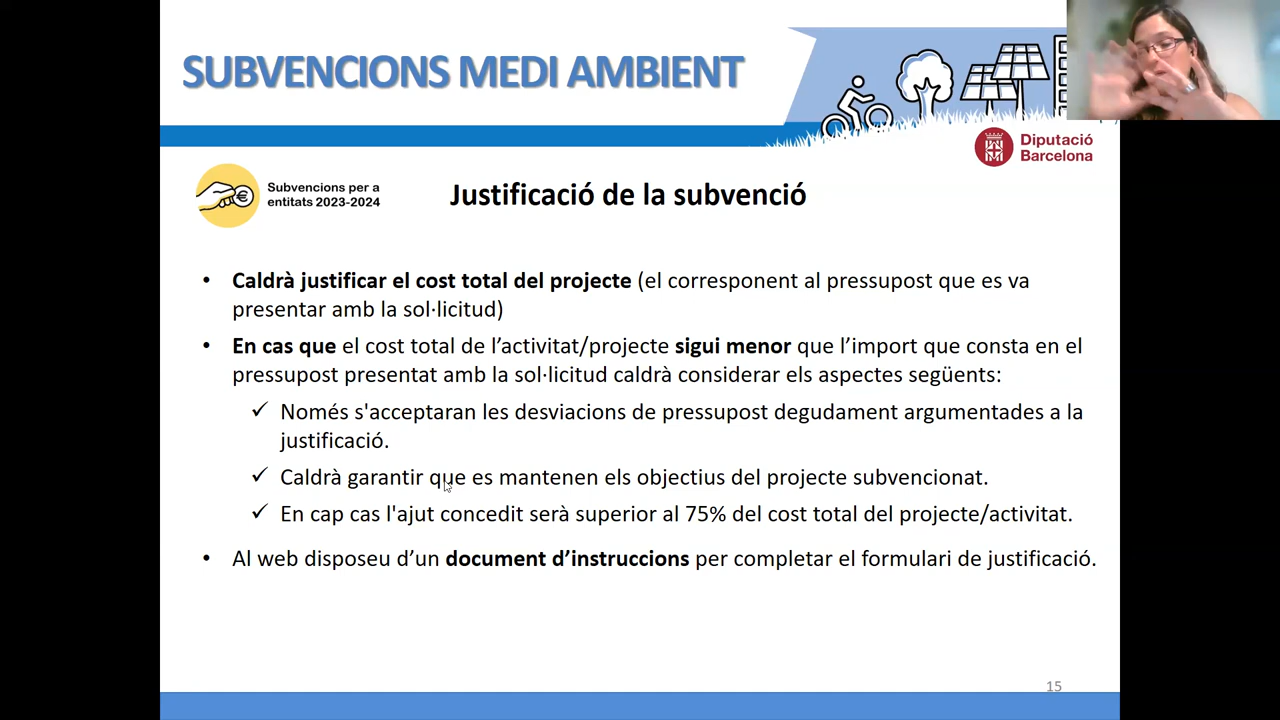 SUBVENCIONS MEDI AMBIENT
Diputació
Barcelona
Subvencions per a
entitats 2023-2024
Justificació de la subvenció
• Caldrà justificar el cost total del projecte (el corresponent al pressupost que es va
presentar amb la sol·licitud)
• En cas que el cost total de l’activitat/projecte sigui menor que l’import que consta en el
pressupost presentat amb la sol·licitud caldrà considerar els aspectes següents:
✓ Només s'acceptaran les desviacions de pressupost degudament argumentades a la
justificació.
✓ Caldrà garantir que es mantenen els objectius del projecte subvencionat.
✓ En cap cas l'ajut concedit serà superior al 75% del cost total del projecte/activitat.
• Al web disposeu d’un document d’instruccions per completar el formulari de justificació.
15